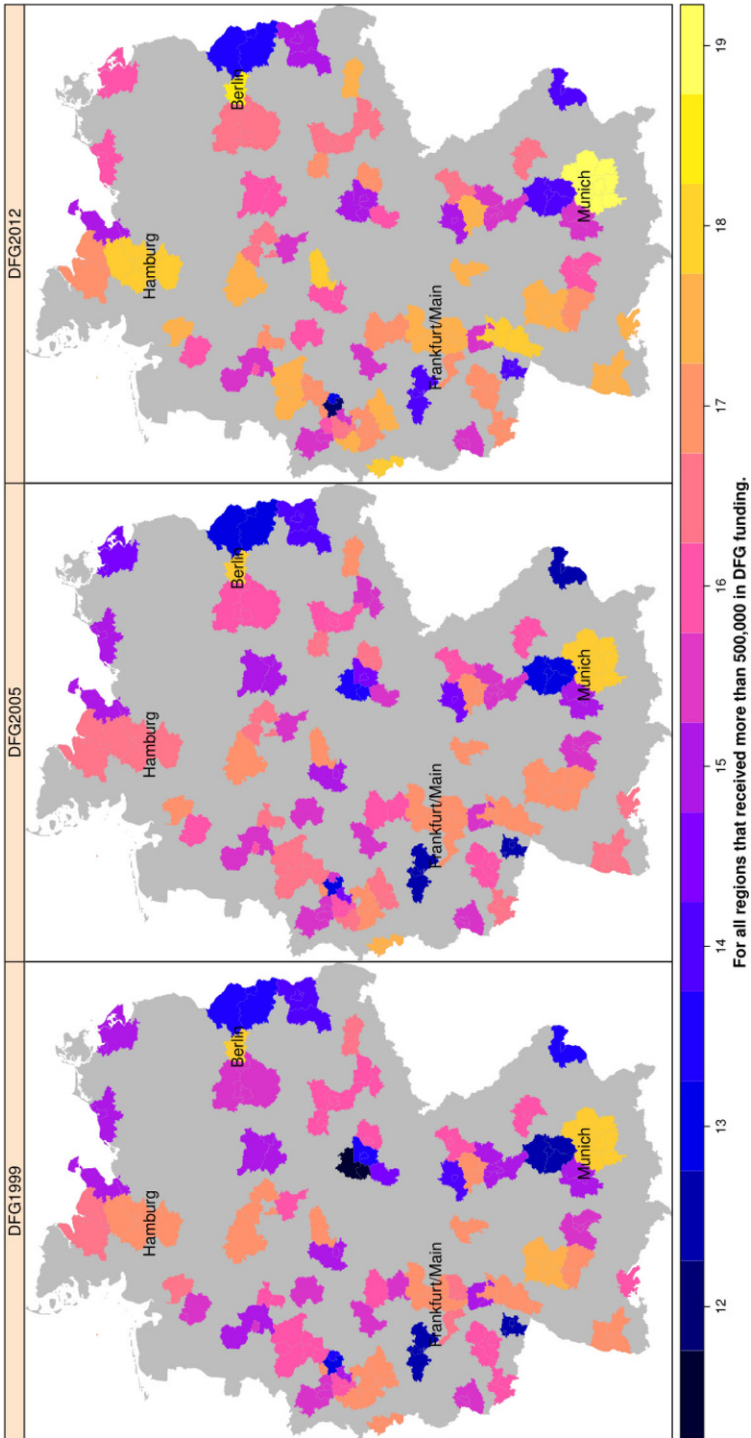 DFG1999
DFG2005
DFG2012
Hamburg
Berlin
Frankfurt/Main
Munich
Hamburg
Berlin
Frankfurt/Main
Munich
Hamburg
Berlin
Frankfurt/Main
Munich
12
13
14
15
16
17
18
19
For all regions that received more than 500,000 in DFG funding.